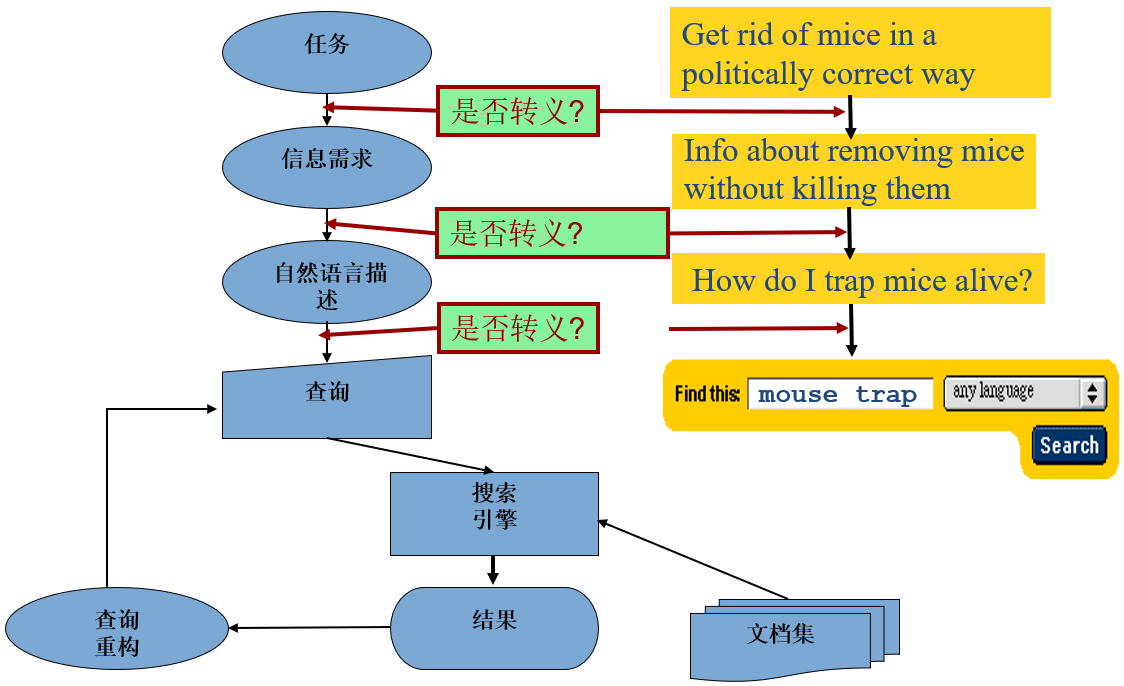 任务
Get rid of mice in a
politically correct way
是否转义?
信息需求
Info about removing mice
without killing them
是否转义?
自然语言描
述
How do I trap mice alive?
是否转义?
查询
Find this: mouse trap any language
Search
搜索
引擎
结果
查询
重构
文档集